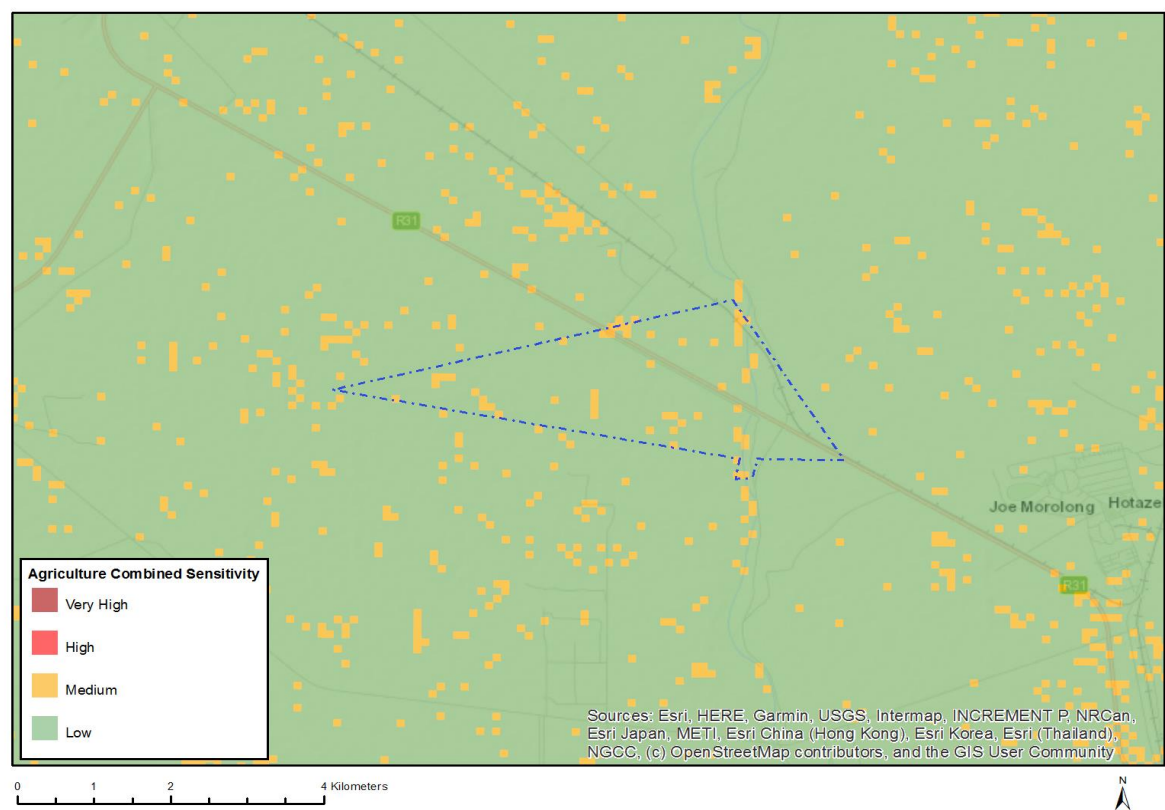 R31
Joe Morolong
Hotaze
R31
Agriculture Combined Sensitivity
Very High
High
Medium
Low
Sources: Esri, HERE, Garmin, USGS, Intermap, INCREMENT P, NRCan,
Esri Japan, METI, Esri China (Hong Kong), Esri Korea, Esri (Thailand),
NGCC, (c) OpenStreetMap contributors, and the GIS User Community
0 1 2 4 Kilometers
N